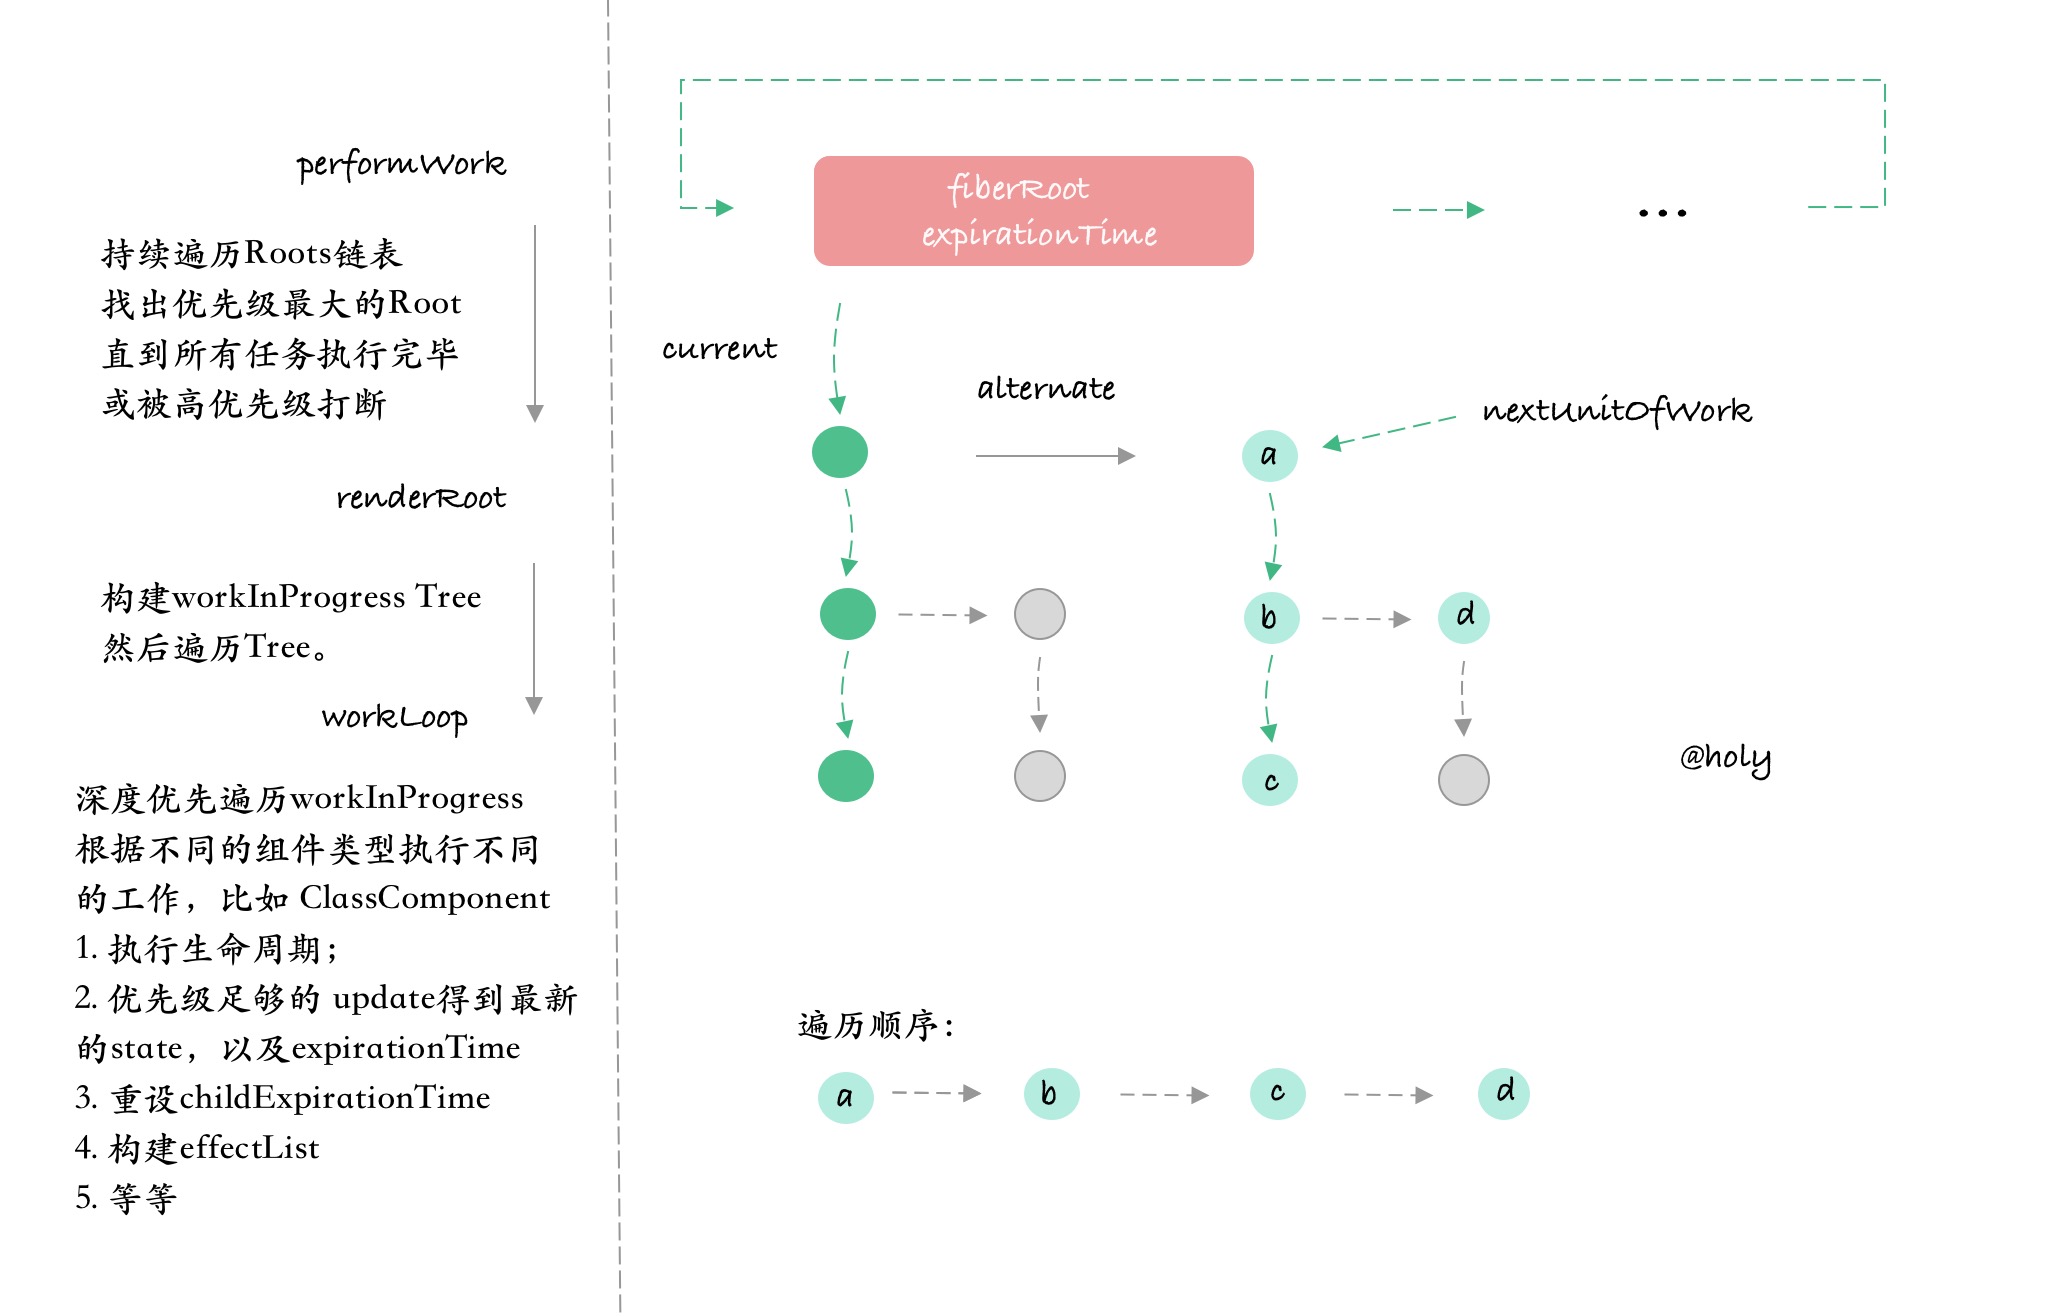 performWork
持续遍历Roots链表
找出优先级最大的Root
直到所有任务执行完毕
或被高优先级打断
renderRoot
构建workInProgress Tree
然后遍历Tree。
workLoop
深度优先遍历workInProgress
根据不同的组件类型执行不同
的工作，比如 ClassComponent
1. 执行生命周期；
2. 优先级足够的 update得到最新
的state，以及expirationTime
3. 重设childExpirationTime
4. 构建effectList
5. 等等
fiberRoot
expirationTime
...
current
alternate
nextUnitOfWork
a
b
d
c
@holy
遍历顺序：
a
b
c
d